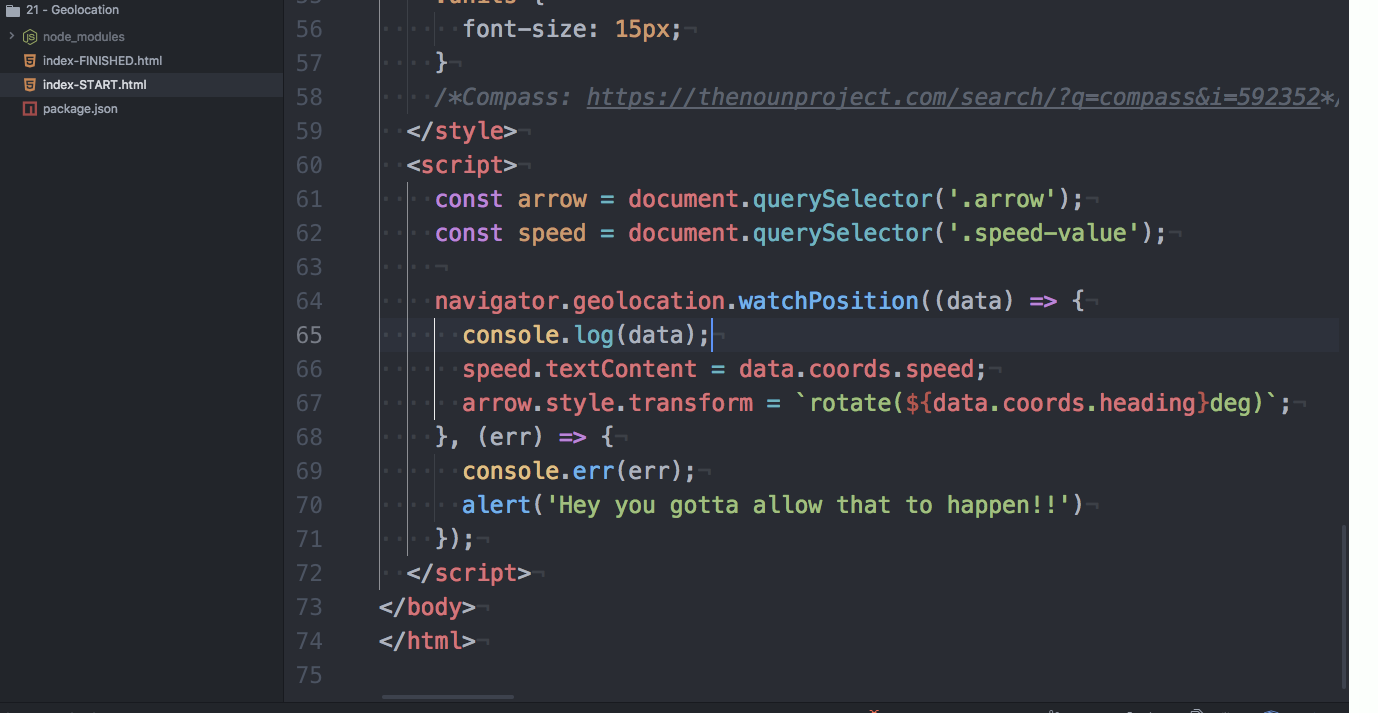 21 - Geolocation
node_modules
index-FINISHED.html
index-START.html
package.json
56 font-size: 15px;
57 }
58 /*Compass: https://thenounproject.com/search/?q=compass&i=592352*/
59 </style>
60 <script>
61 const arrow = document.querySelector('.arrow');
62 const speed = document.querySelector('.speed-value');
63
64 navigator.geolocation.watchPosition((data) => {
65 console.log(data);
66 speed.textContent = data.coords.speed;
67 arrow.style.transform = `rotate(${data.coords.heading}deg)`;
68 }, (err) => {
69 console.err(err);
70 alert('Hey you gotta allow that to happen!!')
71 });
72 </script>
73 </body>
74 </html>
75